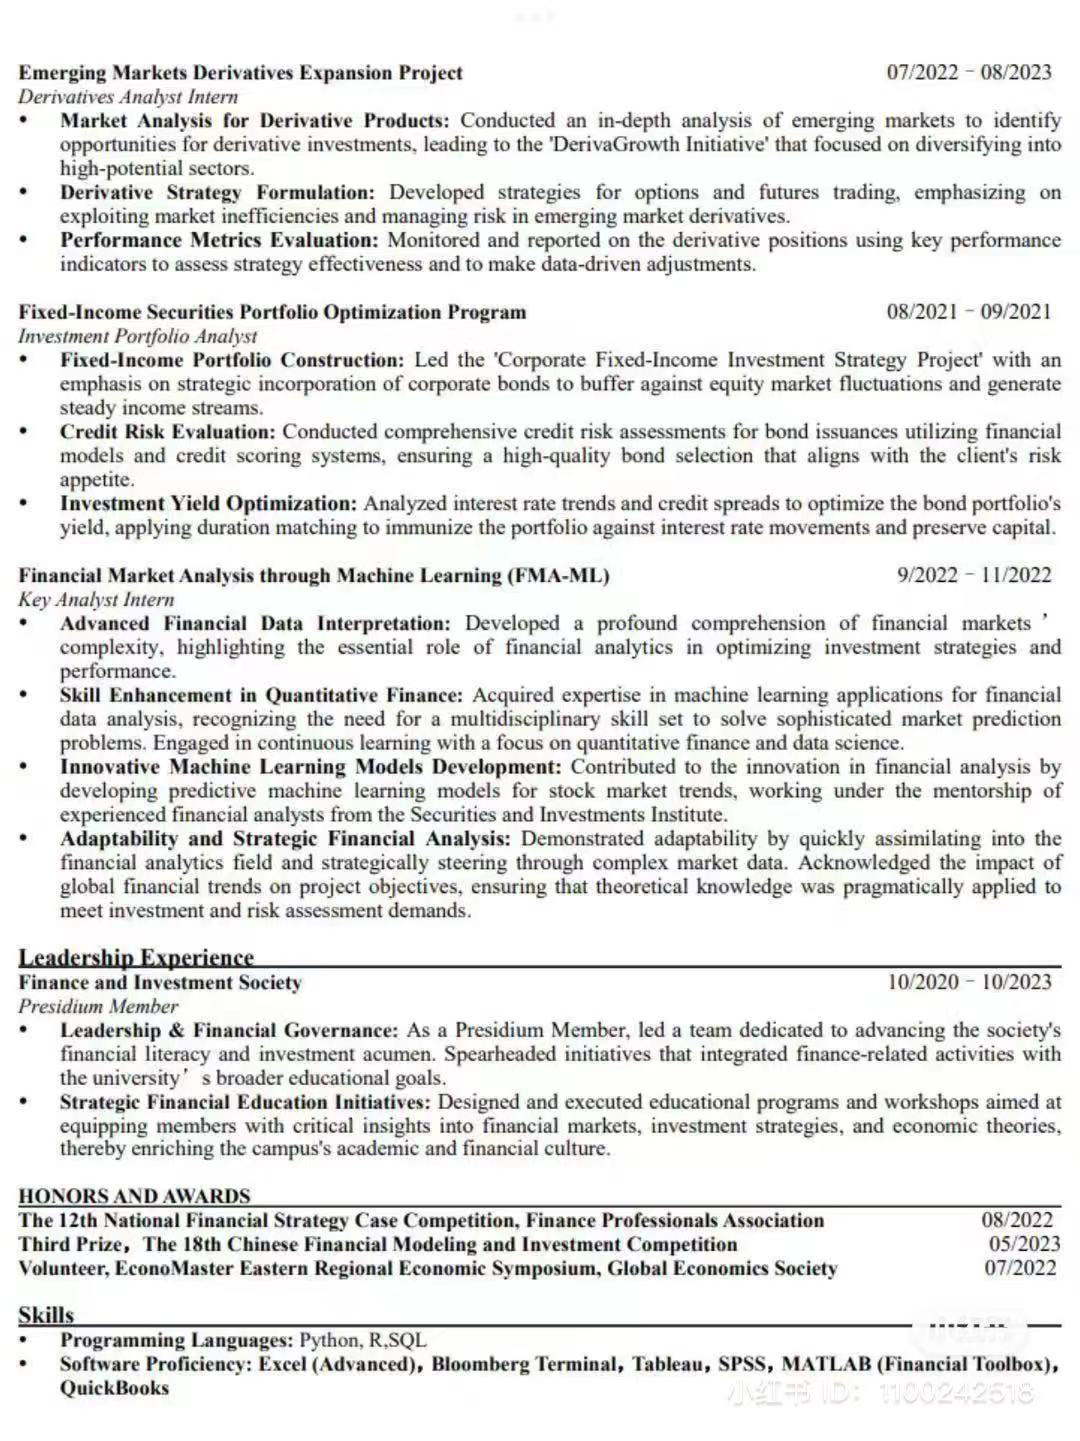 Emerging Markets Derivatives Expansion Project 07/2022 – 08/2023
Derivatives Analyst Intern
• Market Analysis for Derivative Products: Conducted an in-depth analysis of emerging markets to identify
opportunities for derivative investments, leading to the 'DerivaGrowth Initiative' that focused on diversifying into
high-potential sectors.
• Derivative Strategy Formulation: Developed strategies for options and futures trading, emphasizing on
exploiting market inefficiencies and managing risk in emerging market derivatives.
• Performance Metrics Evaluation: Monitored and reported on the derivative positions using key performance
indicators to assess strategy effectiveness and to make data-driven adjustments.
Fixed-Income Securities Portfolio Optimization Program 08/2021 – 09/2021
Investment Portfolio Analyst
• Fixed-Income Portfolio Construction: Led the 'Corporate Fixed-Income Investment Strategy Project' with an
emphasis on strategic incorporation of corporate bonds to buffer against equity market fluctuations and generate
steady income streams.
• Credit Risk Evaluation: Conducted comprehensive credit risk assessments for bond issuances utilizing financial
models and credit scoring systems, ensuring a high-quality bond selection that aligns with the client's risk
appetite.
• Investment Yield Optimization: Analyzed interest rate trends and credit spreads to optimize the bond portfolio's
yield, applying duration matching to immunize the portfolio against interest rate movements and preserve capital.
Financial Market Analysis through Machine Learning (FMA-ML) 9/2022 – 11/2022
Key Analyst Intern
• Advanced Financial Data Interpretation: Developed a profound comprehension of financial markets ’
complexity, highlighting the essential role of financial analytics in optimizing investment strategies and
performance.
• Skill Enhancement in Quantitative Finance: Acquired expertise in machine learning applications for financial
data analysis, recognizing the need for a multidisciplinary skill set to solve sophisticated market prediction
problems. Engaged in continuous learning with a focus on quantitative finance and data science.
• Innovative Machine Learning Models Development: Contributed to the innovation in financial analysis by
developing predictive machine learning models for stock market trends, working under the mentorship of
experienced financial analysts from the Securities and Investments Institute.
• Adaptability and Strategic Financial Analysis: Demonstrated adaptability by quickly assimilating into the
financial analytics field and strategically steering through complex market data. Acknowledged the impact of
global financial trends on project objectives, ensuring that theoretical knowledge was pragmatically applied to
meet investment and risk assessment demands.
Leadership Experience
Finance and Investment Society 10/2020 – 10/2023
Presidium Member
• Leadership & Financial Governance: As a Presidium Member, led a team dedicated to advancing the society's
financial literacy and investment acumen. Spearheaded initiatives that integrated finance-related activities with
the university’ s broader educational goals.
• Strategic Financial Education Initiatives: Designed and executed educational programs and workshops aimed at
equipping members with critical insights into financial markets, investment strategies, and economic theories,
thereby enriching the campus's academic and financial culture.
HONORS AND AWARDS
The 12th National Financial Strategy Case Competition, Finance Professionals Association 08/2022
Third Prize，The 18th Chinese Financial Modeling and Investment Competition 05/2023
Volunteer, EconoMaster Eastern Regional Economic Symposium, Global Economics Society 07/2022
Skills
• Programming Languages: Python, R,SQL
• Software Proficiency: Excel (Advanced)，Bloomberg Terminal，Tableau，SPSS，MATLAB (Financial Toolbox)，
QuickBooks
小红书
小红书 ID：1100242518